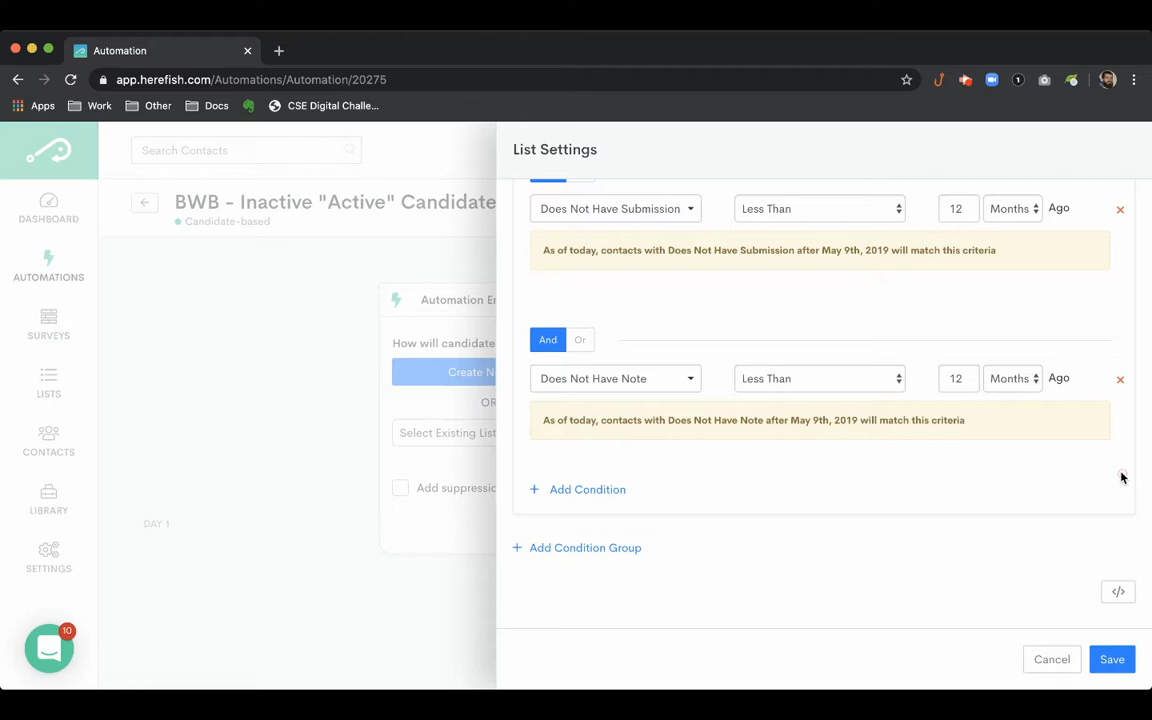 Automation
app.herefish.com/Automations/Automation/20275
Apps Work Other Docs CSE Digital Challe...
Search Contacts
List Settings
BWB - Inactive "Active" Candidate
Candidate-based
DASHBOARD
AUTOMATIONS
SURVEYS
LISTS
CONTACTS
LIBRARY
SETTINGS
10
Automation En
How will candidate
Create Ne
OR
Select Existing List
Add suppressio
DAY 1
Does Not Have Submission Less Than 12 Months Ago
As of today, contacts with Does Not Have Submission after May 9th, 2019 will match this criteria
And Or
Does Not Have Note Less Than 12 Months Ago
As of today, contacts with Does Not Have Note after May 9th, 2019 will match this criteria
+ Add Condition
+ Add Condition Group
</>
Cancel Save